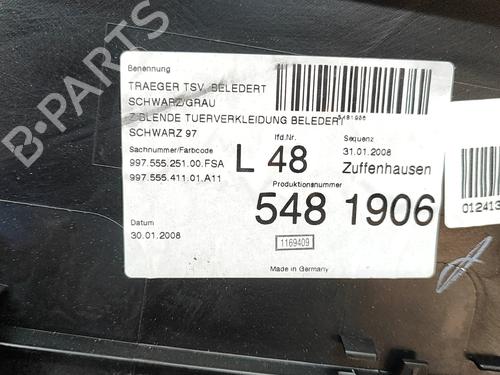 B-PARTS
Benennung
TRAEGER TSV. BELEDERT
SCHWARZ/GRAU
Z:BLENDE TUERVERKLEIDUNG BELEDERT
SCHWARZ 97
5481906
Sachnummer/Farbcode
lfd.Nr.
Sequenz
997.555.251.00.FSA
L 48
31.01.2008
Zuffenhausen
997.555.411.01.A11
Produktionsnummer
548 1906
Datum
30.01.2008
1169409
Made in Germany
012413